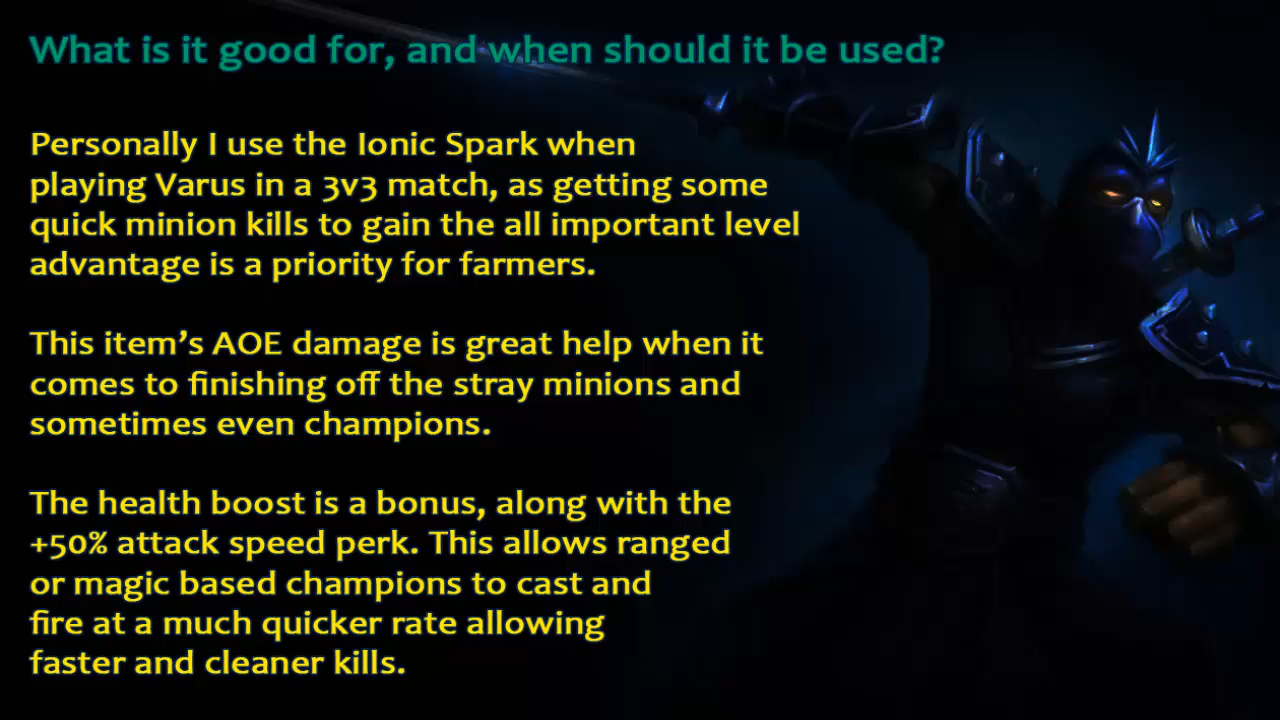 What is it good for, and when should it be used?
Personally I use the Ionic Spark when
playing Varus in a 3v3 match, as getting some
quick minion kills to gain the all important level
advantage is a priority for farmers.
This item’s AOE damage is great help when it
comes to finishing off the stray minions and
sometimes even champions.
The health boost is a bonus, along with the
+50% attack speed perk. This allows ranged
or magic based champions to cast and
fire at a much quicker rate allowing
faster and cleaner kills.